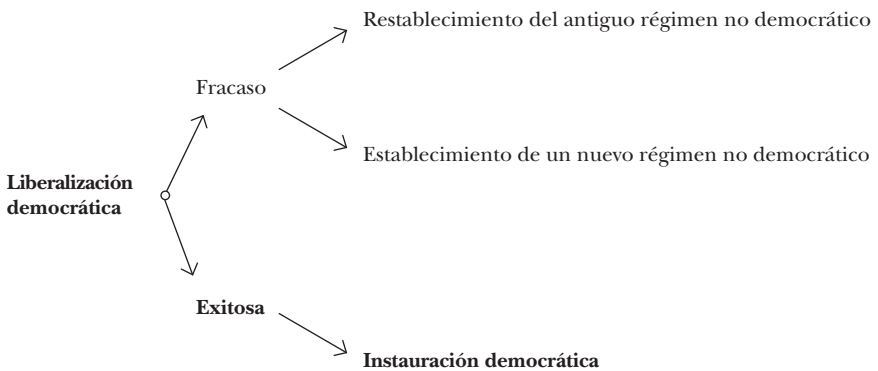 Restablecimiento del antiguo régimen no democrático
Fracaso
Establecimiento de un nuevo régimen no democrático
Liberalización
democrática
Exitosa
Instauración democrática